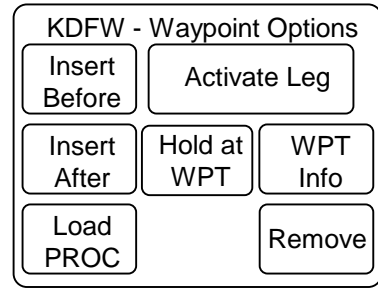 KDFW - Waypoint Options
Insert
Before
Activate Leg
Insert
After
Hold at
WPT
WPT
Info
Load
PROC
Remove